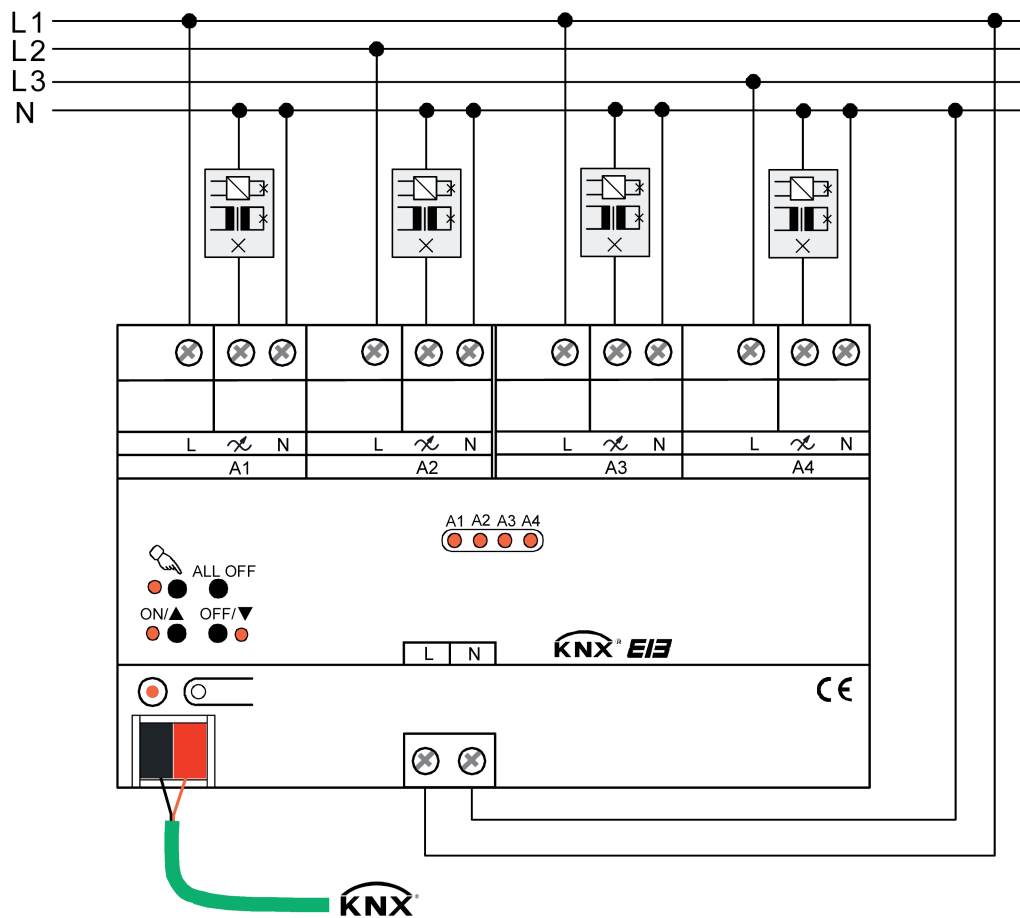 L1
L2
L3
N
L N L N L N L N
A1 A2 A3 A4
A1 A2 A3 A4
ALL OFF
ON/▲ OFF/▼
L N
KNX® EIB
CE
KNX®